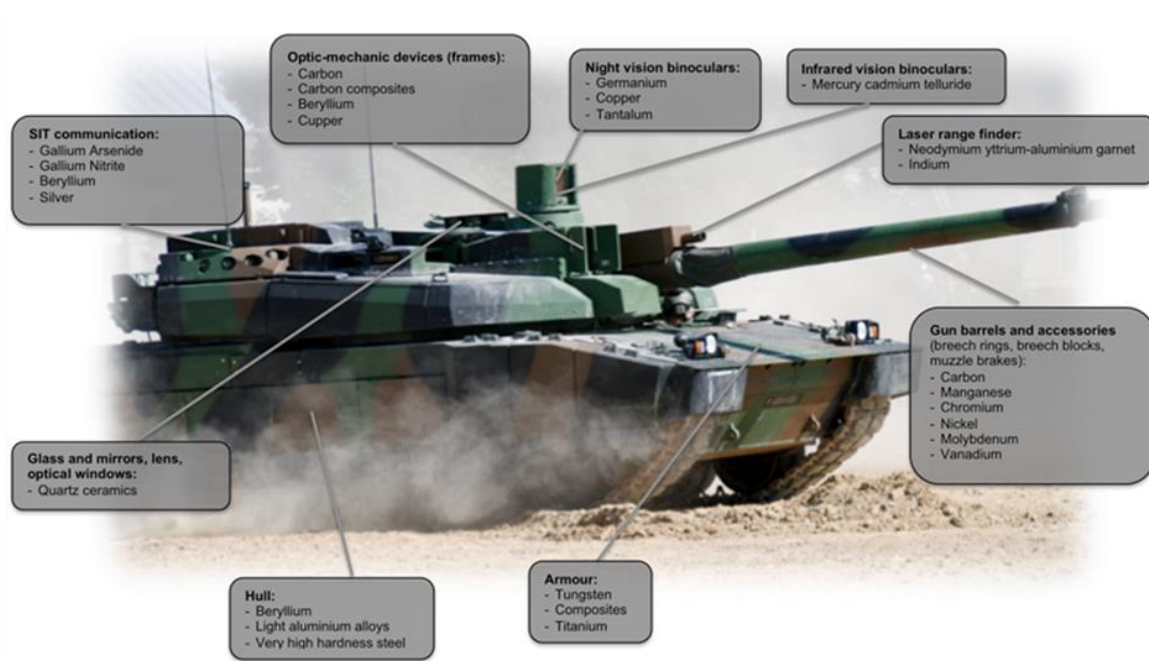 Optic-mechanic devices (frames):
- Carbon
- Carbon composites
- Beryllium
- Cupper
Night vision binoculars:
- Germanium
- Copper
- Tantalum
Infrared vision binoculars:
- Mercury cadmium telluride
SIT communication:
- Gallium Arsenide
- Gallium Nitrite
- Beryllium
- Silver
Laser range finder:
- Neodymium yttrium-aluminium garnet
- Indium
Gun barrels and accessories
(breech rings, breech blocks,
muzzle brakes):
- Carbon
- Manganese
- Chromium
- Nickel
- Molybdenum
- Vanadium
Glass and mirrors, lens,
optical windows:
- Quartz ceramics
Hull:
- Beryllium
- Light aluminium alloys
- Very high hardness steel
Armour:
- Tungsten
- Composites
- Titanium